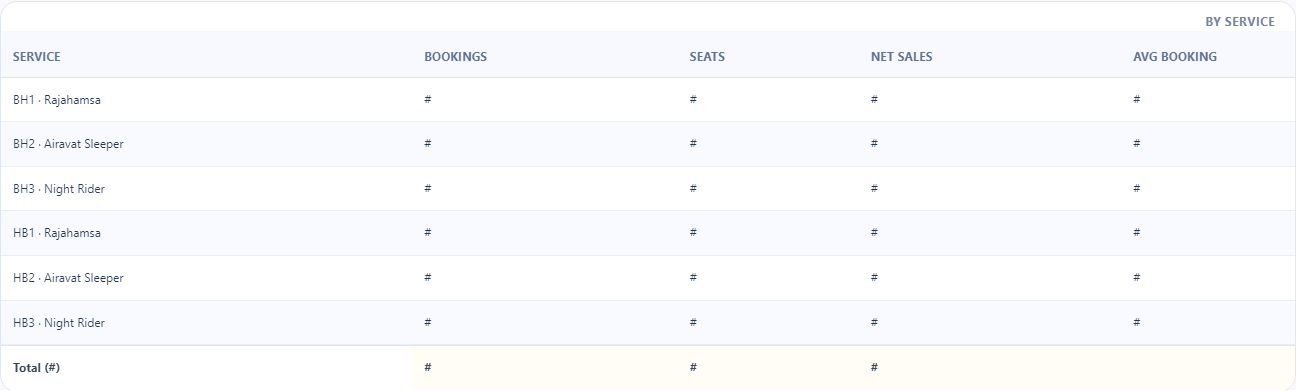 BY SERVICE
SERVICE BOOKINGS SEATS NET SALES AVG BOOKING
BH1 · Rajahamsa # # # #
BH2 · Airavat Sleeper # # # #
BH3 · Night Rider # # # #
HB1 · Rajahamsa # # # #
HB2 · Airavat Sleeper # # # #
HB3 · Night Rider # # # #
Total (#) # # #